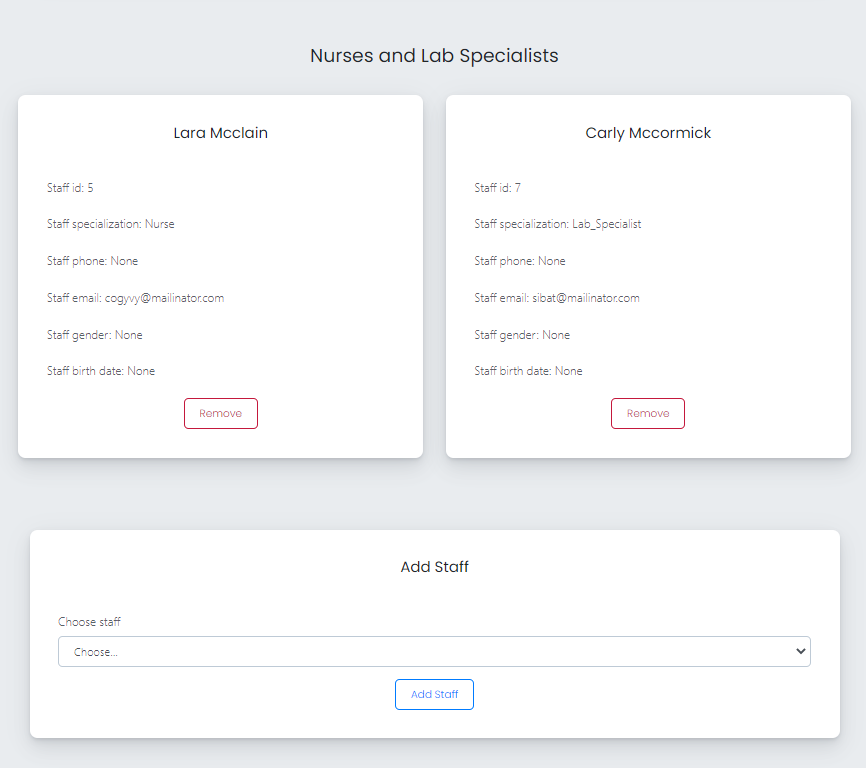 Nurses and Lab Specialists
Lara Mcclain
Staff id: 5
Staff specialization: Nurse
Staff phone: None
Staff email: cogyvy@mailinator.com
Staff gender: None
Staff birth date: None
Remove
Carly Mccormick
Staff id: 7
Staff specialization: Lab_Specialist
Staff phone: None
Staff email: sibat@mailinator.com
Staff gender: None
Staff birth date: None
Remove
Add Staff
Choose staff
Choose...
Add Staff